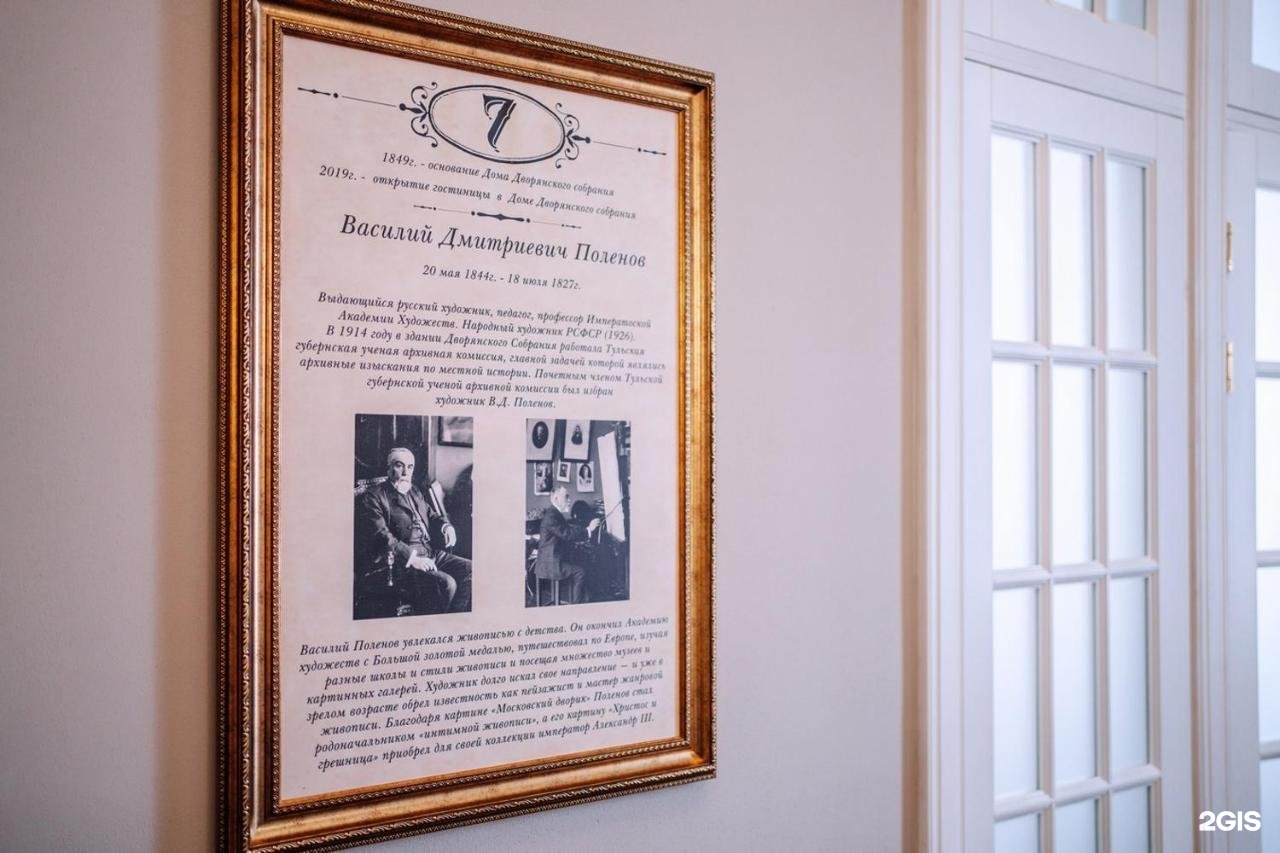 7
1849г. - основание Дома Дворянского собрания
2019г. - открытие гостиницы в Доме Дворянского собрания
Василий Дмитриевич Поленов
20 мая 1844г. - 18 июля 1827г.
Выдающийся русский художник, педагог, профессор Императоской
Академии Художеств. Народный художник РСФСР (1926).
В 1914 году в здании Дворянского Собрания работала Тульская
губернская ученая архивная комиссия, главной задачей которой являлись
архивные изыскания по местной истории. Почетным членом Тульской
губернской ученой архивной комиссии был избран
художник В.Д. Поленов.
Василий Поленов увлекался живописью с детства. Он окончил Академию
художеств с Большой золотой медалью, путешествовал по Европе, изучая
разные школы и стили живописи и посещая множество музеев и
картинных галерей. Художник долго искал свое направление — и уже в
зрелом возрасте обрел известность как пейзажист и мастер жанровой
живописи. Благодаря картине «Московский дворик» Поленов стал
родоначальником «интимной живописи», а его картину «Христос и
грешница» приобрел для своей коллекции император Александр III.
2GIS